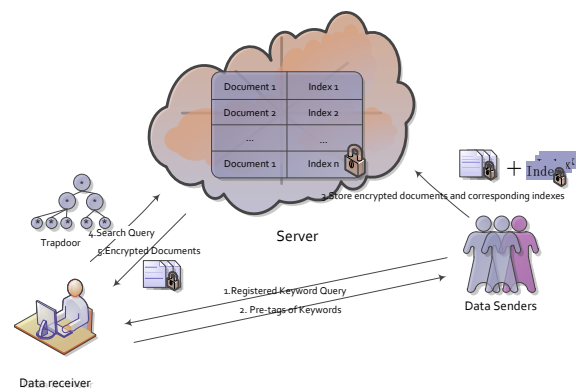 Document 1 Index 1
Document 2 Index 2
... ...
Document 1 Index n
3.Store encrypted documents and corresponding indexes
Trapdoor
4.Search Query
5.Encrypted Documents
Server
1.Registered Keyword Query
2. Pre-tags of Keywords
Data Senders
Data receiver